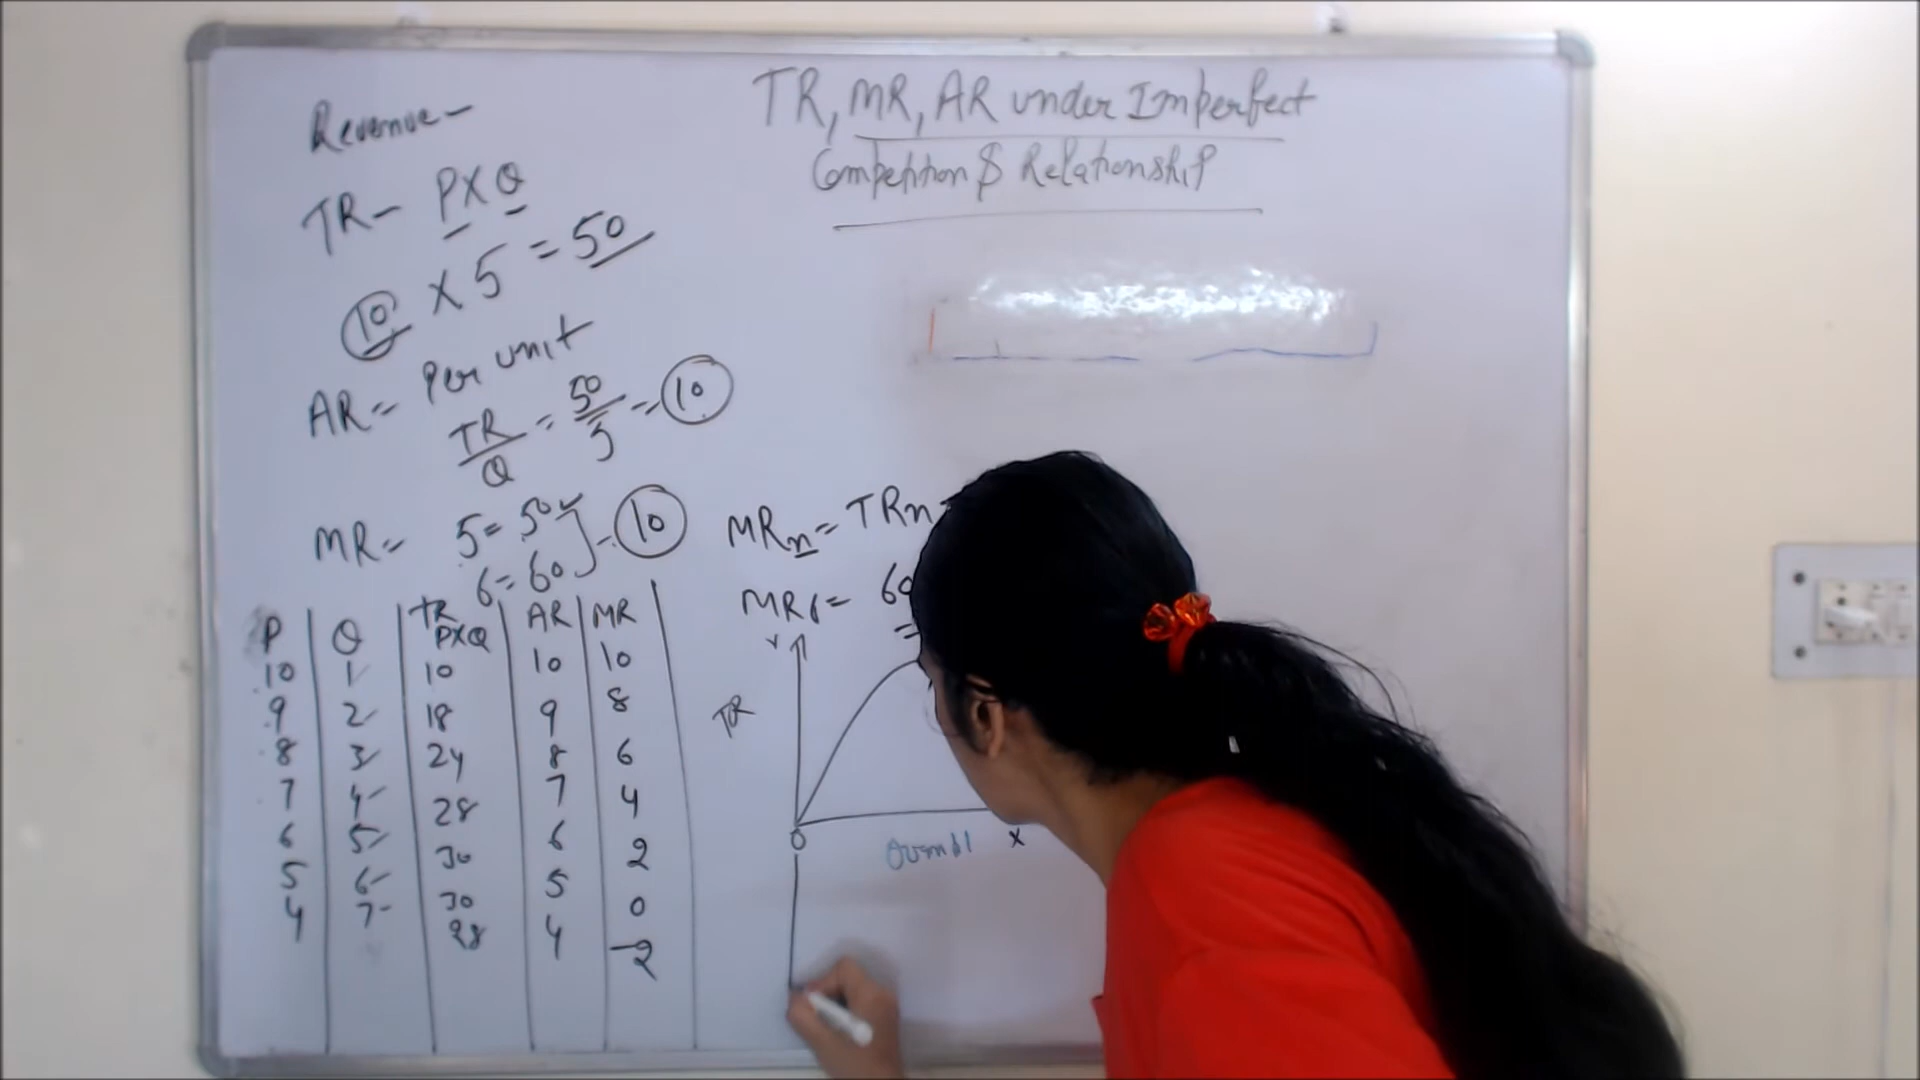 TR, MR, AR under Imperfect
Competition & Relationship
Revenue-
TR- PXQ
10 X 5 = 50
AR= Per unit
TR/Q = 50/5 = 10
MR= 5= 50
6= 60 - 10
MRn = TRn
MR6= 60
=
P Q TR PXQ AR MR
10 1 10 10 10
9 2 18 9 8
8 3 24 8 6
7 4 28 7 4
6 5 30 6 2
5 6 30 5 0
4 7 28 4 -2
Y
TR
O
X